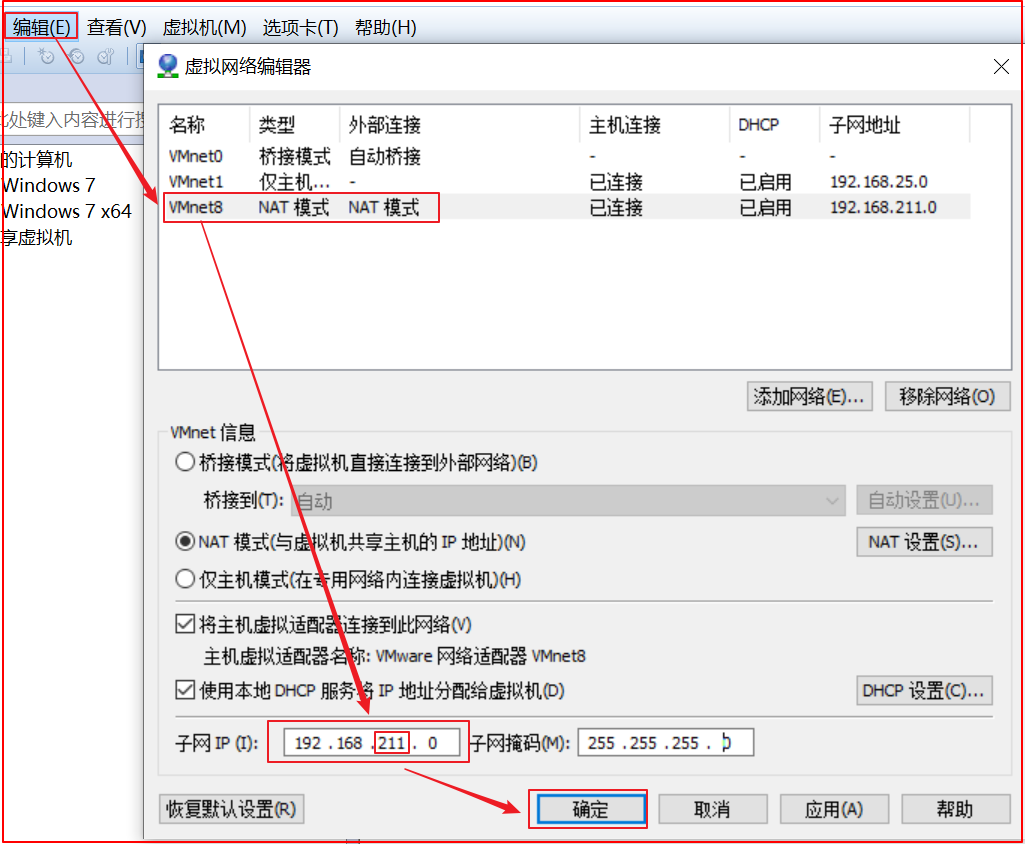 编辑(E) 查看(V) 虚拟机(M) 选项卡(T) 帮助(H)
虚拟网络编辑器
此处键入内容进行搜
的计算机
Windows 7
Windows 7 x64
享虚拟机
名称 类型 外部连接 主机连接 DHCP 子网地址
VMnet0 桥接模式 自动桥接 - - -
VMnet1 仅主机... - 已连接 已启用 192.168.25.0
VMnet8 NAT 模式 NAT 模式 已连接 已启用 192.168.211.0
添加网络(E)... 移除网络(O)
VMnet 信息
桥接模式(将虚拟机直接连接到外部网络)(B)
桥接到(T): 自动 自动设置(U)...
NAT 模式(与虚拟机共享主机的 IP 地址)(N) NAT 设置(S)...
仅主机模式(在专用网络内连接虚拟机)(H)
将主机虚拟适配器连接到此网络(V)
主机虚拟适配器名称: VMware 网络适配器 VMnet8
使用本地 DHCP 服务将 IP 地址分配给虚拟机(D) DHCP 设置(C)...
子网 IP (I): 192 . 168 . 211 . 0 子网掩码(M): 255 . 255 . 255 . 0
恢复默认设置(R) 确定 取消 应用(A) 帮助